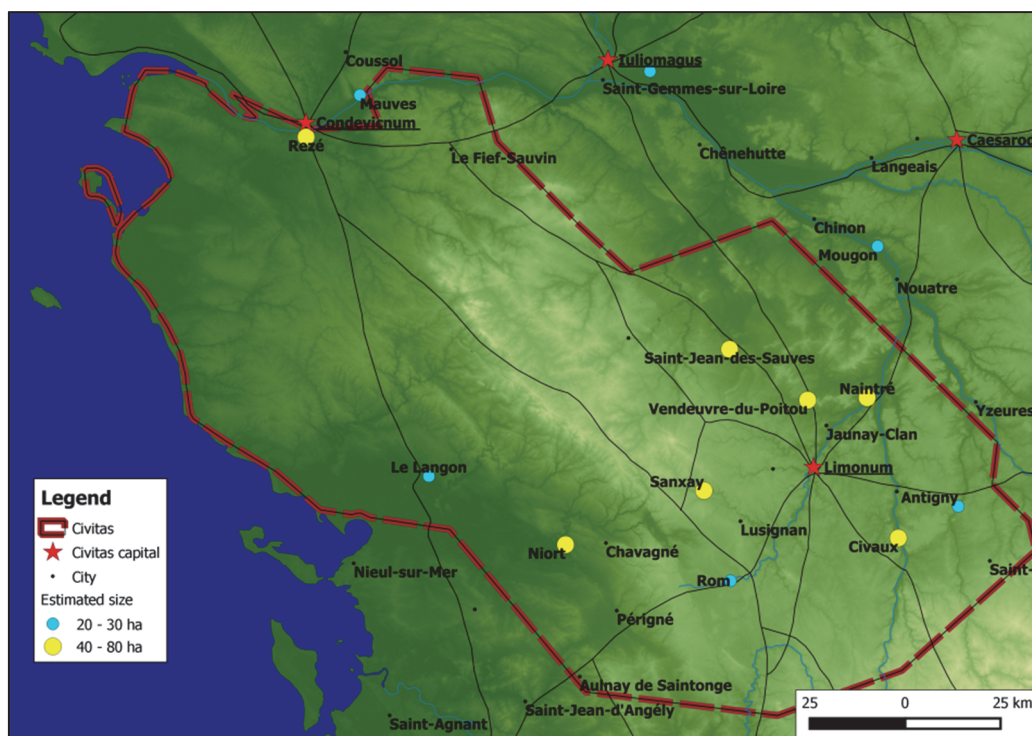 Coussol
Iuliomagus
Saint-Gemmes-sur-Loire
Mauves
Condevicnum
Rezé
Le Fief-Sauvin
Chênehutte
Caesarod
Langeais
Chinon
Mougon
Nouatre
Saint-Jean-des-Sauves
Naintré
Vendeuvre-du-Poitou
Yzeures
Jaunay-Clan
Le Langon
Limonum
Sanxay
Antigny
Lusignan
Niort
Chavagné
Civaux
Nieul-sur-Mer
Rom
Saint-
Périgné
Aulnay de Saintonge
Saint-Jean-d'Angély
Saint-Agnant
Legend
Civitas
Civitas capital
City
Estimated size
20 - 30 ha
40 - 80 ha
25 0 25 km